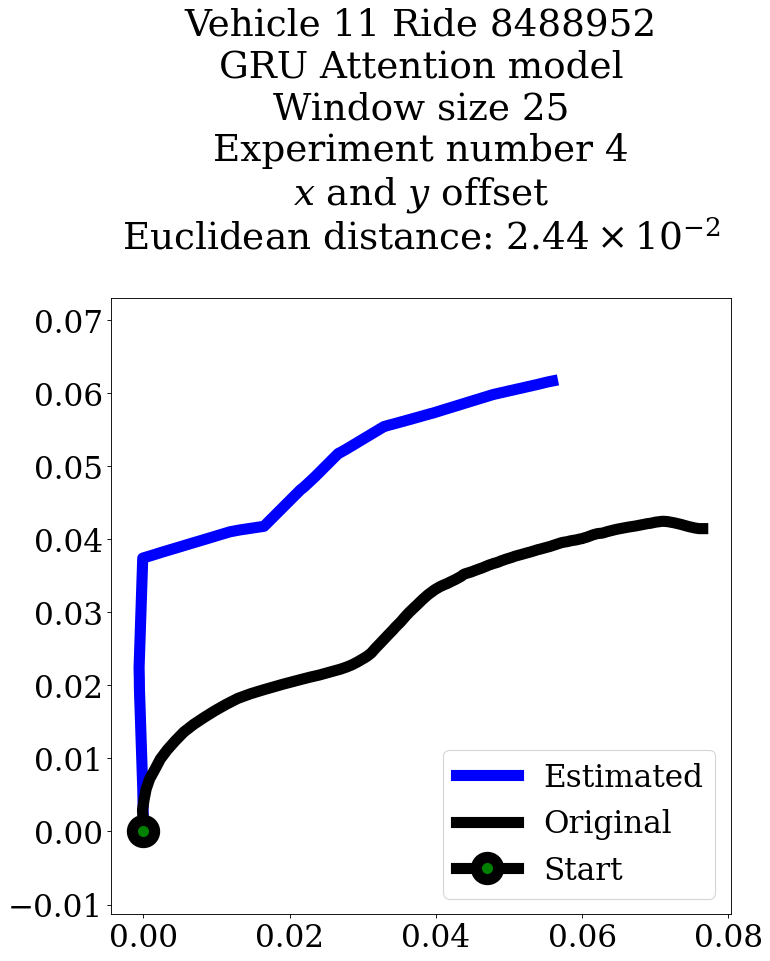 Vehicle 11 Ride 8488952
GRU Attention model
Window size 25
Experiment number 4
x and y offset
Euclidean distance: 2.44 × 10⁻²
0.07
0.06
0.05
0.04
0.03
0.02
0.01
0.00
−0.01
Estimated
Original
Start
0.00 0.02 0.04 0.06 0.08